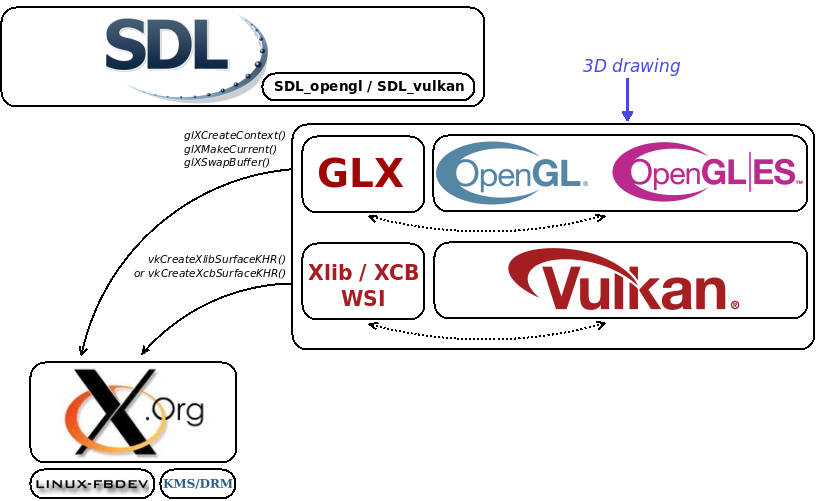 SDL
SDL_opengl / SDL_vulkan
3D drawing
glXCreateContext()
glXMakeCurrent()
glXSwapBuffer()
GLX
OpenGL®
OpenGL|ES™
vkCreateXlibSurfaceKHR()
or vkCreateXcbSurfaceKHR()
Xlib / XCB
WSI
Vulkan®
X.Org
LINUX-FBDEV
KMS/DRM